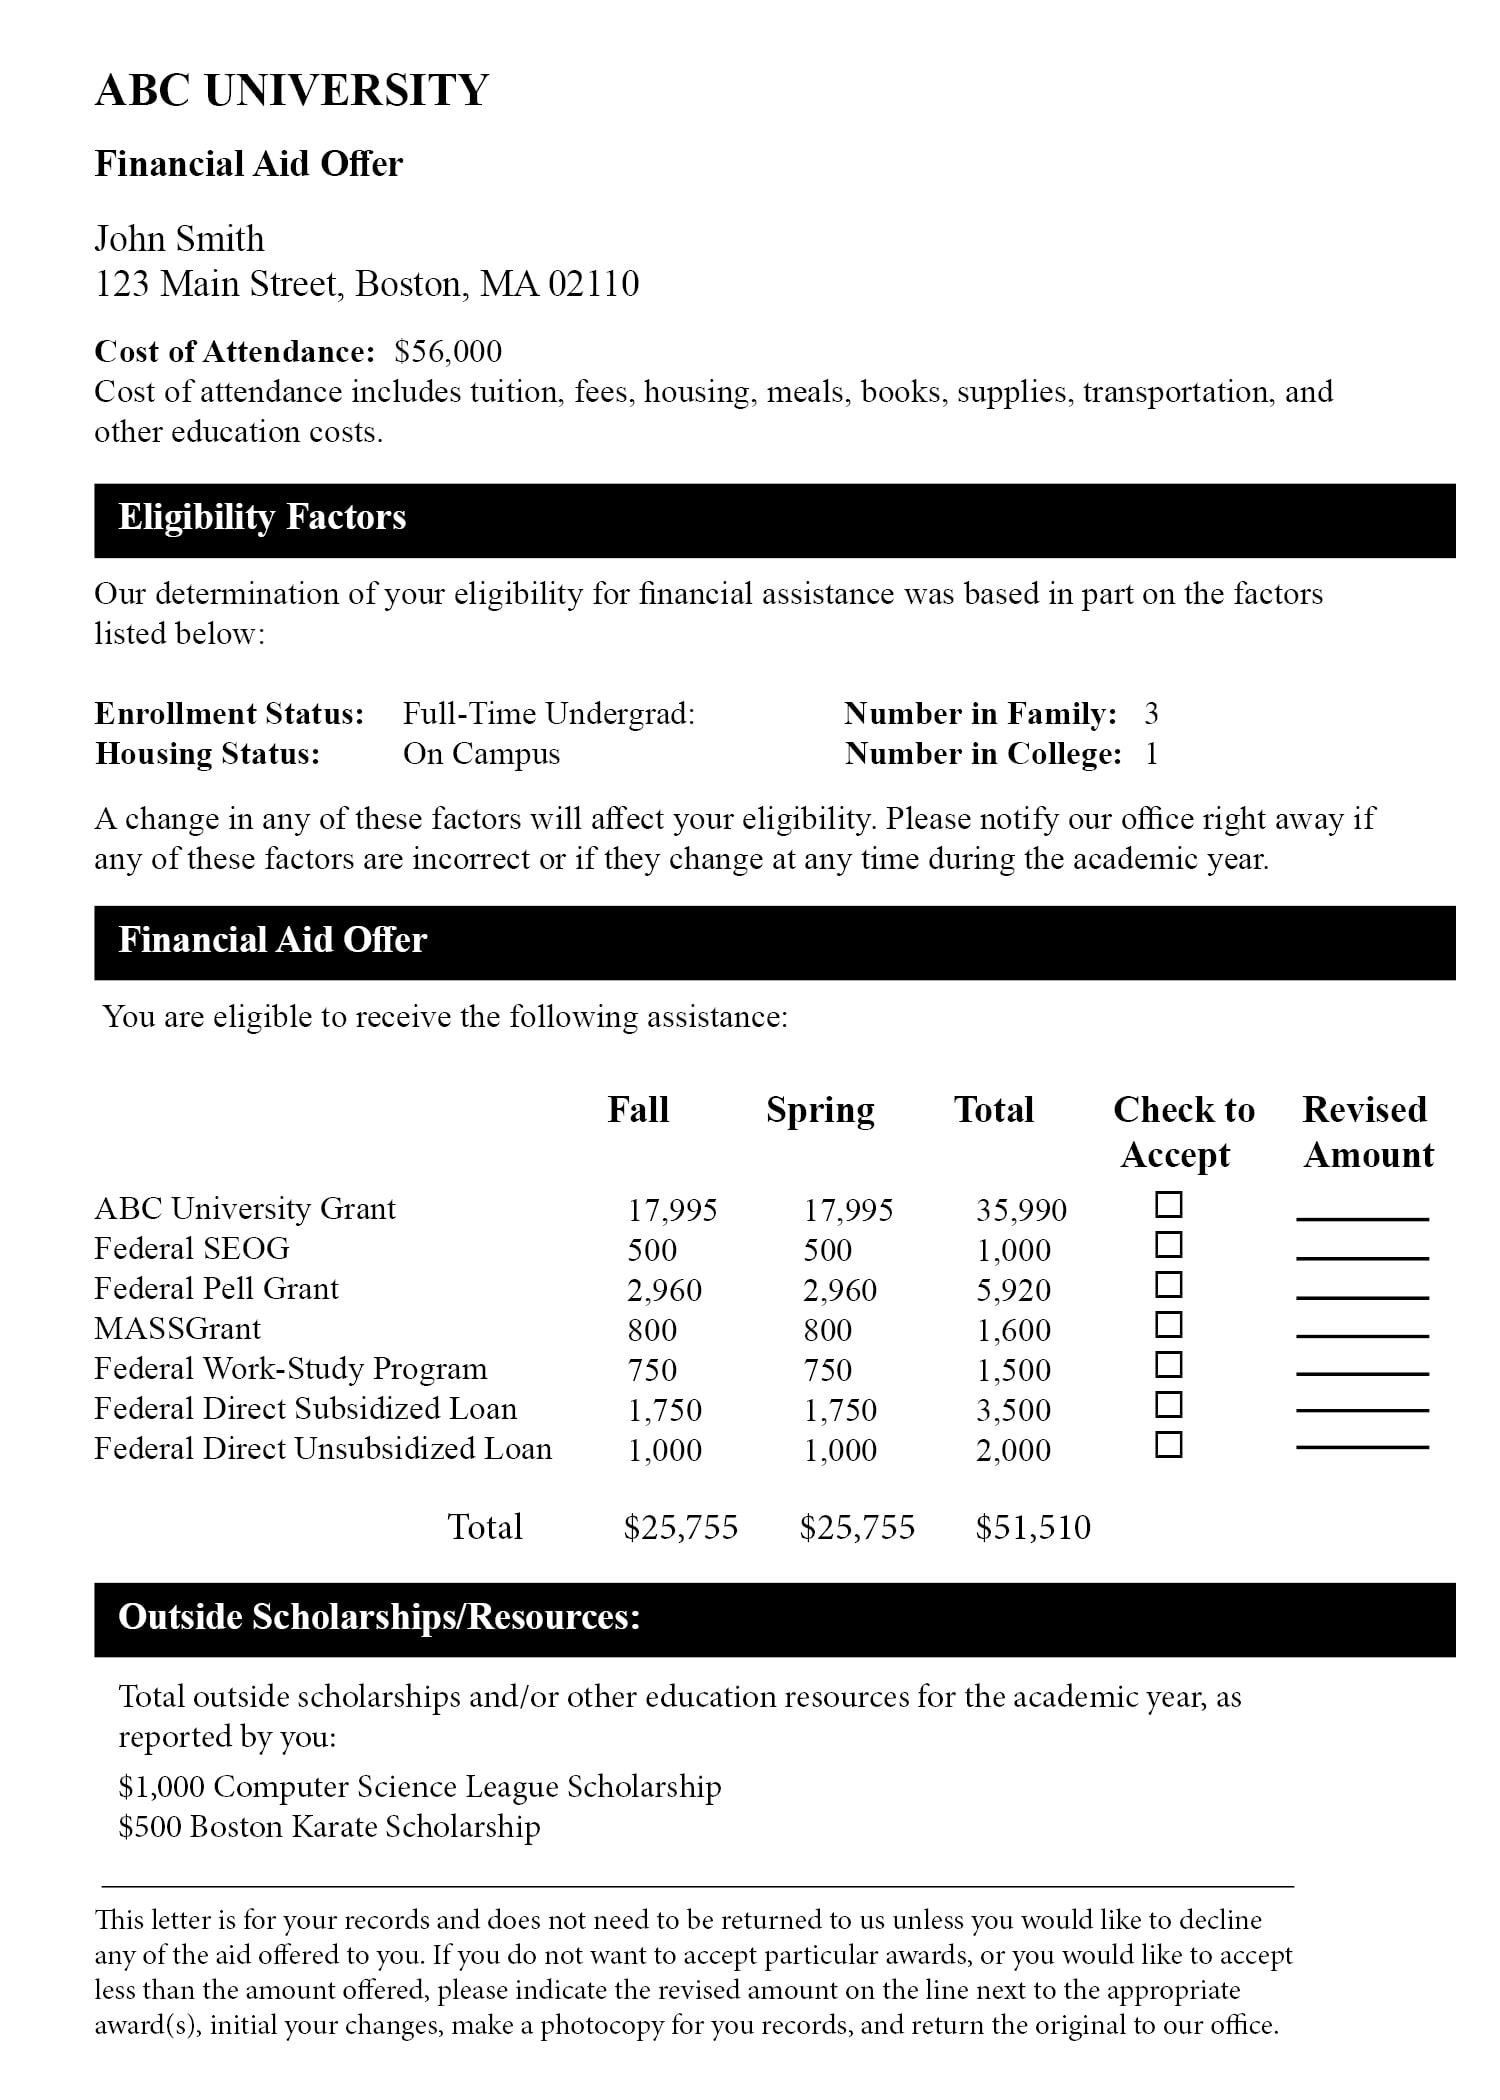 ABC UNIVERSITY
Financial Aid Offer
John Smith
123 Main Street, Boston, MA 02110
Cost of Attendance: $56,000
Cost of attendance includes tuition, fees, housing, meals, books, supplies, transportation, and
other education costs.
Eligibility Factors
Our determination of your eligibility for financial assistance was based in part on the factors
listed below:
Enrollment Status: Full-Time Undergrad: Number in Family: 3
Housing Status: On Campus Number in College: 1
A change in any of these factors will affect your eligibility. Please notify our office right away if
any of these factors are incorrect or if they change at any time during the academic year.
Financial Aid Offer
You are eligible to receive the following assistance:
Fall Spring Total Check to Revised
Accept Amount
ABC University Grant 17,995 17,995 35,990
Federal SEOG 500 500 1,000
Federal Pell Grant 2,960 2,960 5,920
MASSGrant 800 800 1,600
Federal Work-Study Program 750 750 1,500
Federal Direct Subsidized Loan 1,750 1,750 3,500
Federal Direct Unsubsidized Loan 1,000 1,000 2,000
Total $25,755 $25,755 $51,510
Outside Scholarships/Resources:
Total outside scholarships and/or other education resources for the academic year, as
reported by you:
$1,000 Computer Science League Scholarship
$500 Boston Karate Scholarship
This letter is for your records and does not need to be returned to us unless you would like to decline
any of the aid offered to you. If you do not want to accept particular awards, or you would like to accept
less than the amount offered, please indicate the revised amount on the line next to the appropriate
award(s), initial your changes, make a photocopy for you records, and return the original to our office.